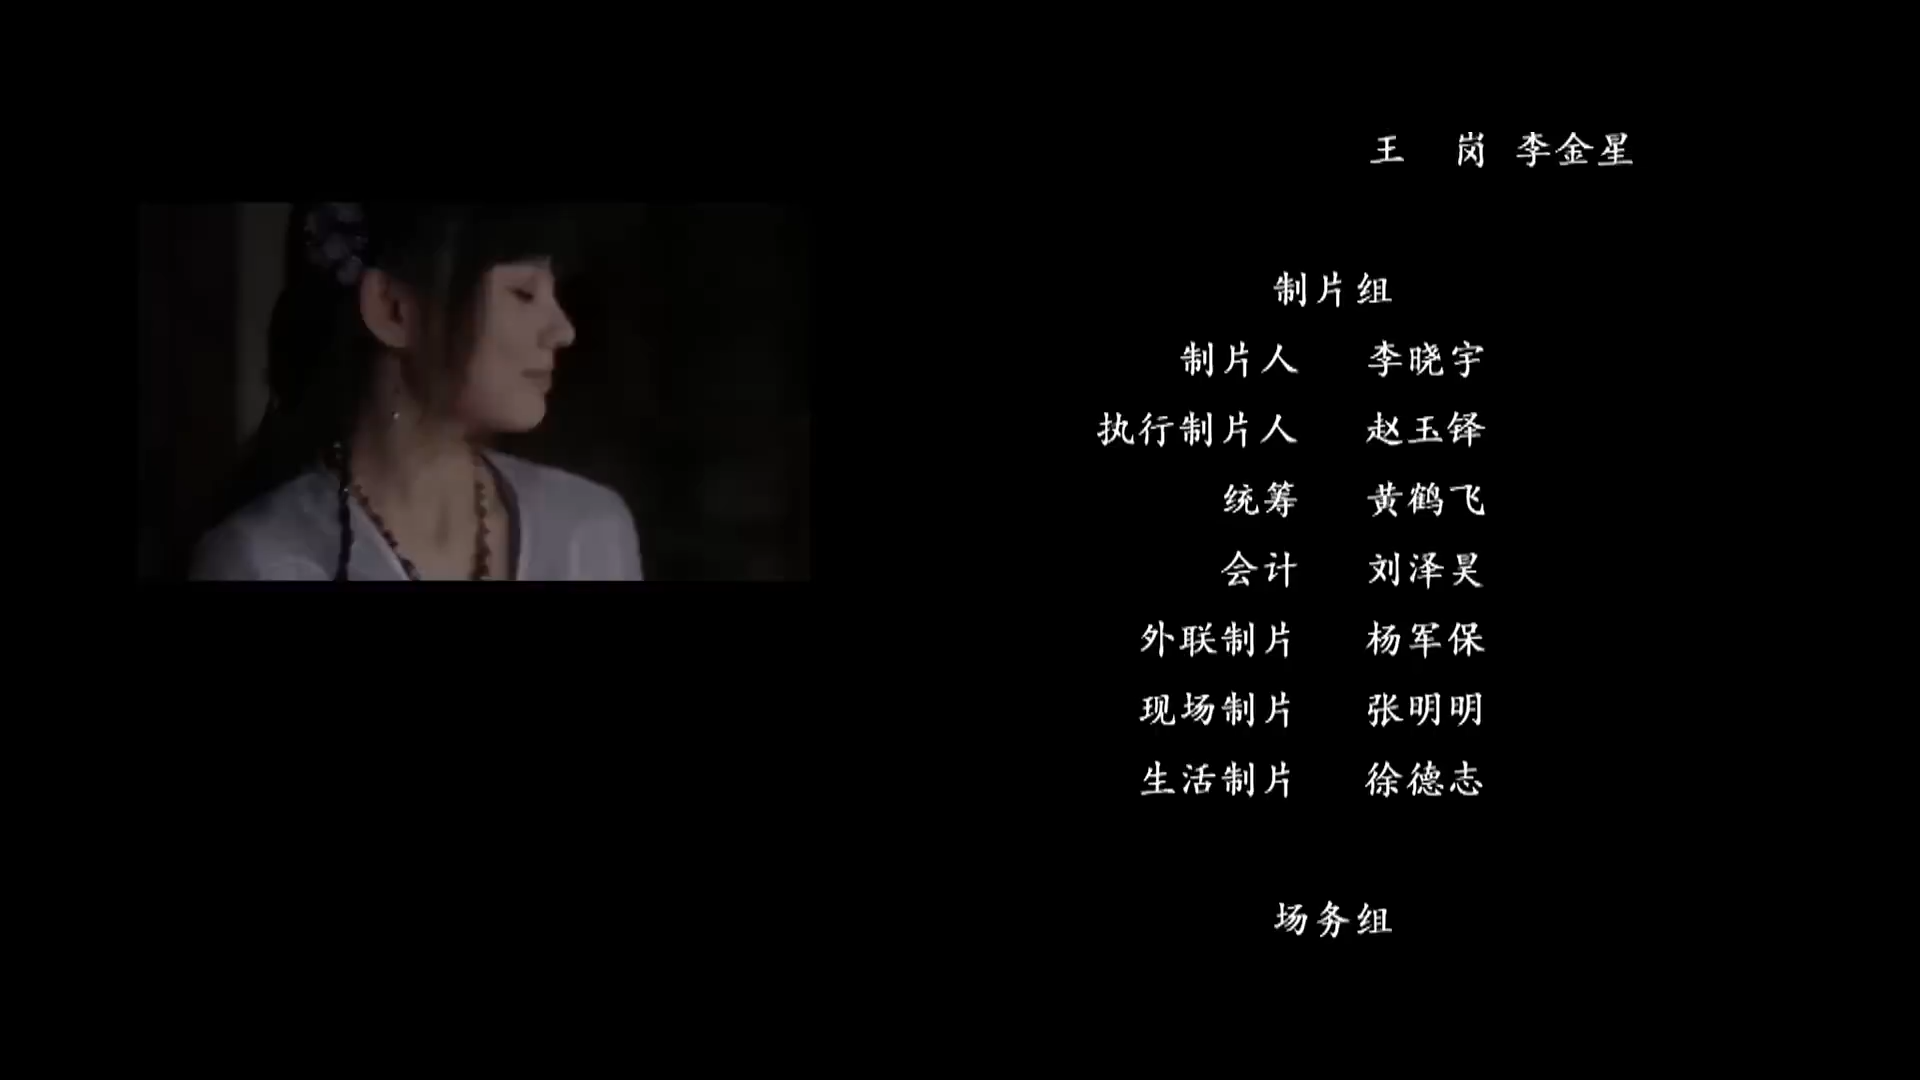 王　岗 李金星
制片组
制片人 李晓宇
执行制片人 赵玉铎
统筹 黄鹤飞
会计 刘泽昊
外联制片 杨军保
现场制片 张明明
生活制片 徐德志
场务组